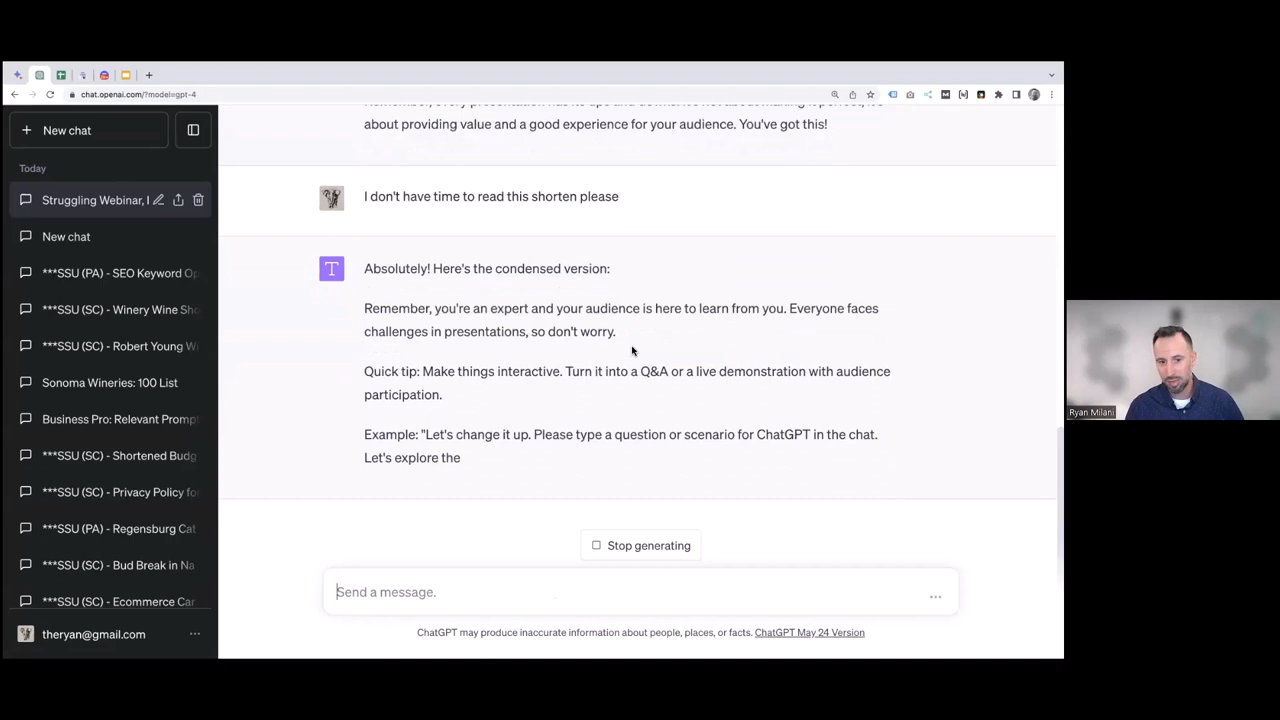 chat.openai.com/?model=gpt-4
New chat
Today
Struggling Webinar, I
New chat
***SSU (PA) - SEO Keyword Op
***SSU (SC) - Winery Wine Sho
***SSU (SC) - Robert Young Wi
Sonoma Wineries: 100 List
Business Pro: Relevant Prompt
***SSU (SC) - Shortened Budg
***SSU (SC) - Privacy Policy fo
***SSU (PA) - Regensburg Cat
***SSU (SC) - Bud Break in Na
***SSU (SC) - Ecommerce Car
theryan@gmail.com
about providing value and a good experience for your audience. You've got this!
I don't have time to read this shorten please
T
Absolutely! Here's the condensed version:
Remember, you're an expert and your audience is here to learn from you. Everyone faces
challenges in presentations, so don't worry.
Quick tip: Make things interactive. Turn it into a Q&A or a live demonstration with audience
participation.
Example: "Let's change it up. Please type a question or scenario for ChatGPT in the chat.
Let's explore the
Stop generating
Send a message.
ChatGPT may produce inaccurate information about people, places, or facts. ChatGPT May 24 Version
Ryan Milani